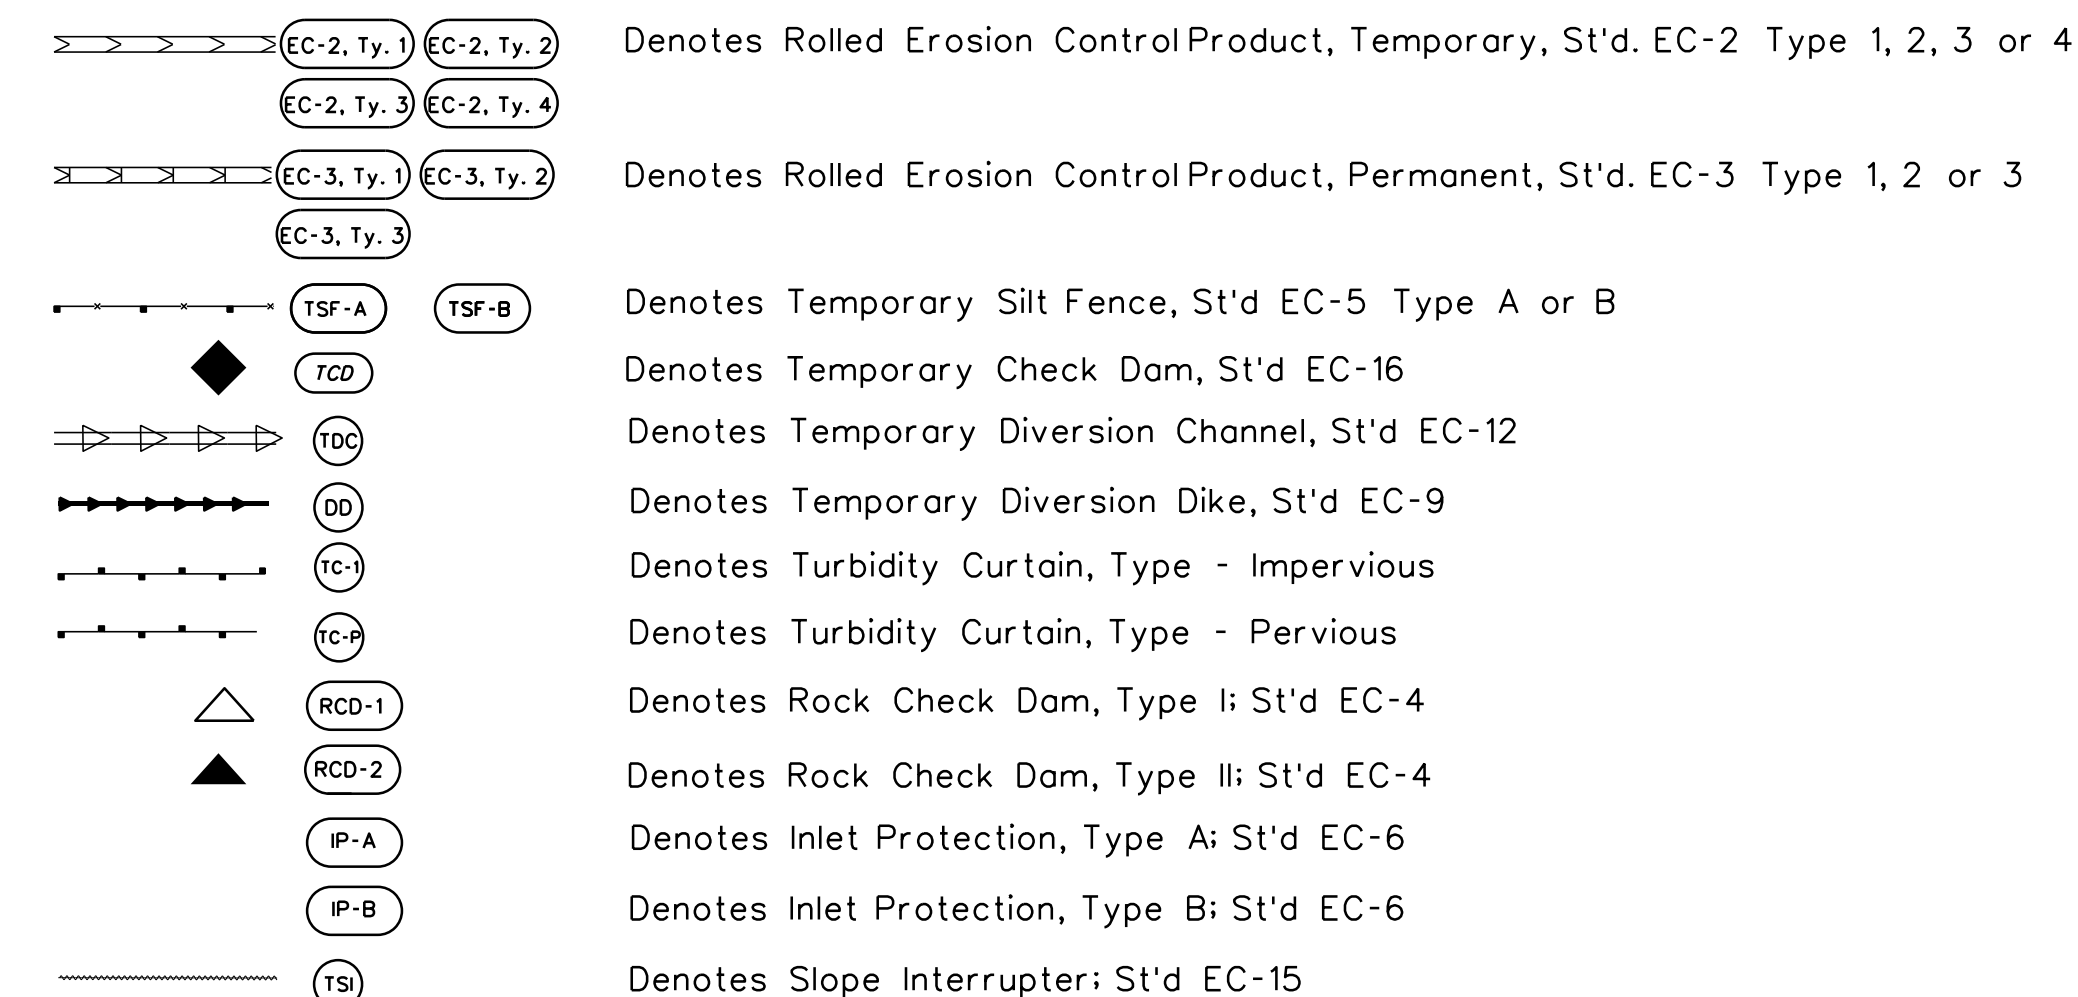 EC-2, Ty. 1 EC-2, Ty. 2 Denotes Rolled Erosion Control Product, Temporary, St'd. EC-2 Type 1, 2, 3 or 4
EC-2, Ty. 3 EC-2, Ty. 4
EC-3, Ty. 1 EC-3, Ty. 2 Denotes Rolled Erosion Control Product, Permanent, St'd. EC-3 Type 1, 2 or 3
EC-3, Ty. 3
TSF-A TSF-B Denotes Temporary Silt Fence, St'd EC-5 Type A or B
TCD Denotes Temporary Check Dam, St'd EC-16
TDC Denotes Temporary Diversion Channel, St'd EC-12
DD Denotes Temporary Diversion Dike, St'd EC-9
TC-1 Denotes Turbidity Curtain, Type - Impervious
TC-P Denotes Turbidity Curtain, Type - Pervious
RCD-1 Denotes Rock Check Dam, Type I; St'd EC-4
RCD-2 Denotes Rock Check Dam, Type II; St'd EC-4
IP-A Denotes Inlet Protection, Type A; St'd EC-6
IP-B Denotes Inlet Protection, Type B; St'd EC-6
TSI Denotes Slope Interrupter; St'd EC-15